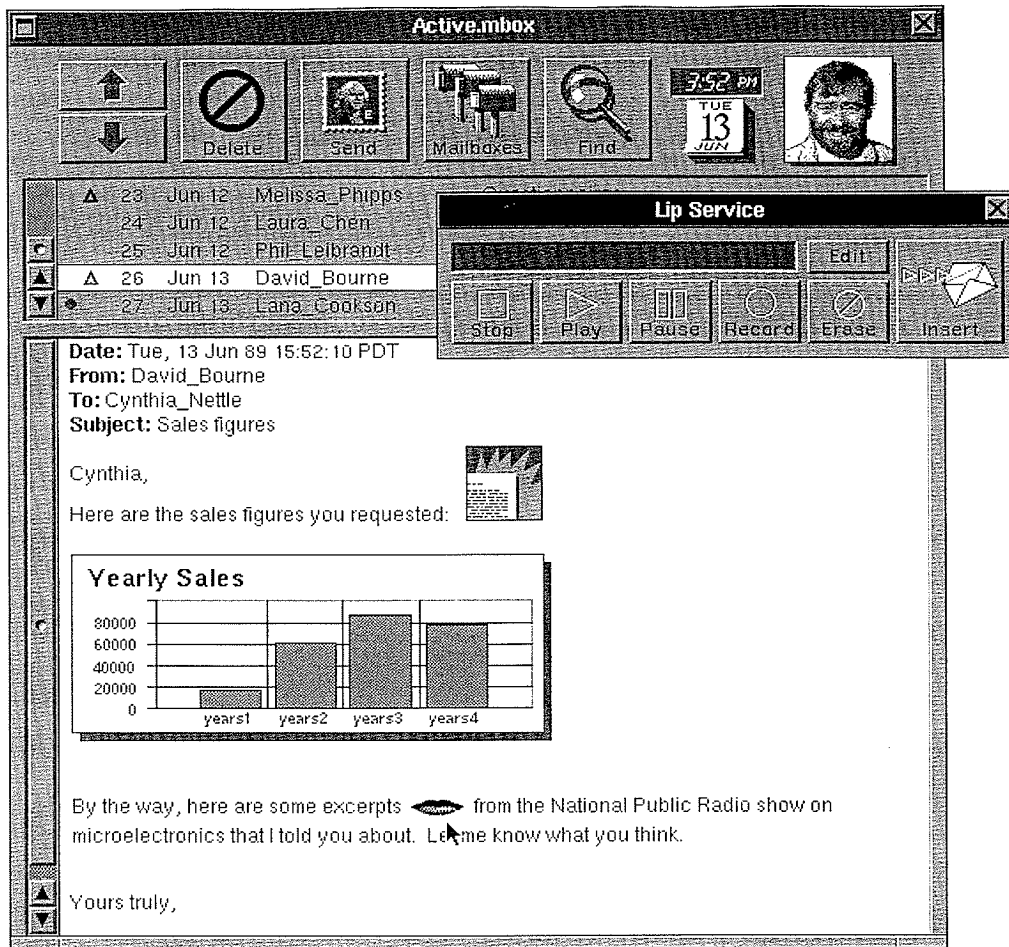 Active.mbox
Delete
Send
Mailboxes
Find
3:52 PM
TUE
13
JUN
23 Jun 12 Melissa_Phipps
24 Jun 12 Laura_Chen
25 Jun 12 Phil_Leibrandt
26 Jun 13 David_Bourne
27 Jun 13 Lana_Cookson
Lip Service
Edit
Stop
Play
Pause
Record
Erase
Insert
Date: Tue, 13 Jun 89 15:52:10 PDT
From: David_Bourne
To: Cynthia_Nettle
Subject: Sales figures
Cynthia,
Here are the sales figures you requested:
Yearly Sales
80000
60000
40000
20000
0
years1 years2 years3 years4
By the way, here are some excerpts from the National Public Radio show on
microelectronics that I told you about. Let me know what you think.
Yours truly,